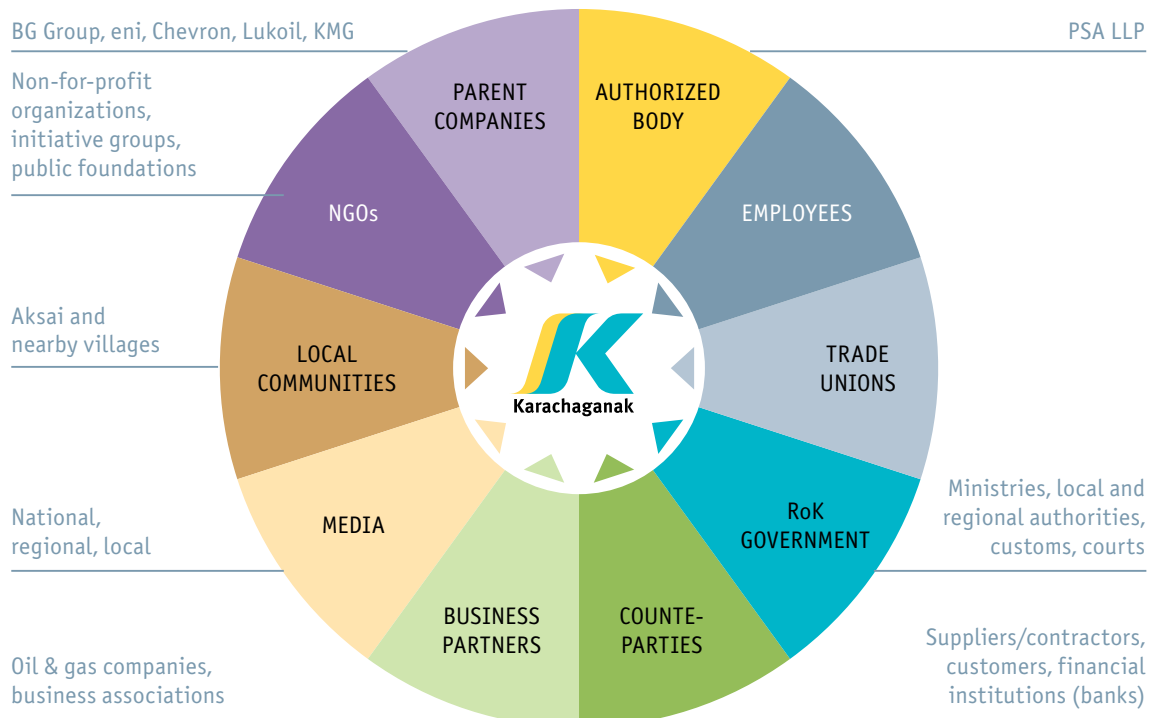 BG Group, eni, Chevron, Lukoil, KMG
PSA LLP
Non-for-profit
organizations,
initiative groups,
public foundations
PARENT
COMPANIES
AUTHORIZED
BODY
NGOs
EMPLOYEES
Aksai and
nearby villages
LOCAL
COMMUNITIES
Karachaganak
TRADE
UNIONS
National,
regional, local
MEDIA
RoK
GOVERNMENT
Ministries, local and
regional authorities,
customs, courts
BUSINESS
PARTNERS
COUNTE-
PARTIES
Oil & gas companies,
business associations
Suppliers/contractors,
customers, financial
institutions (banks)